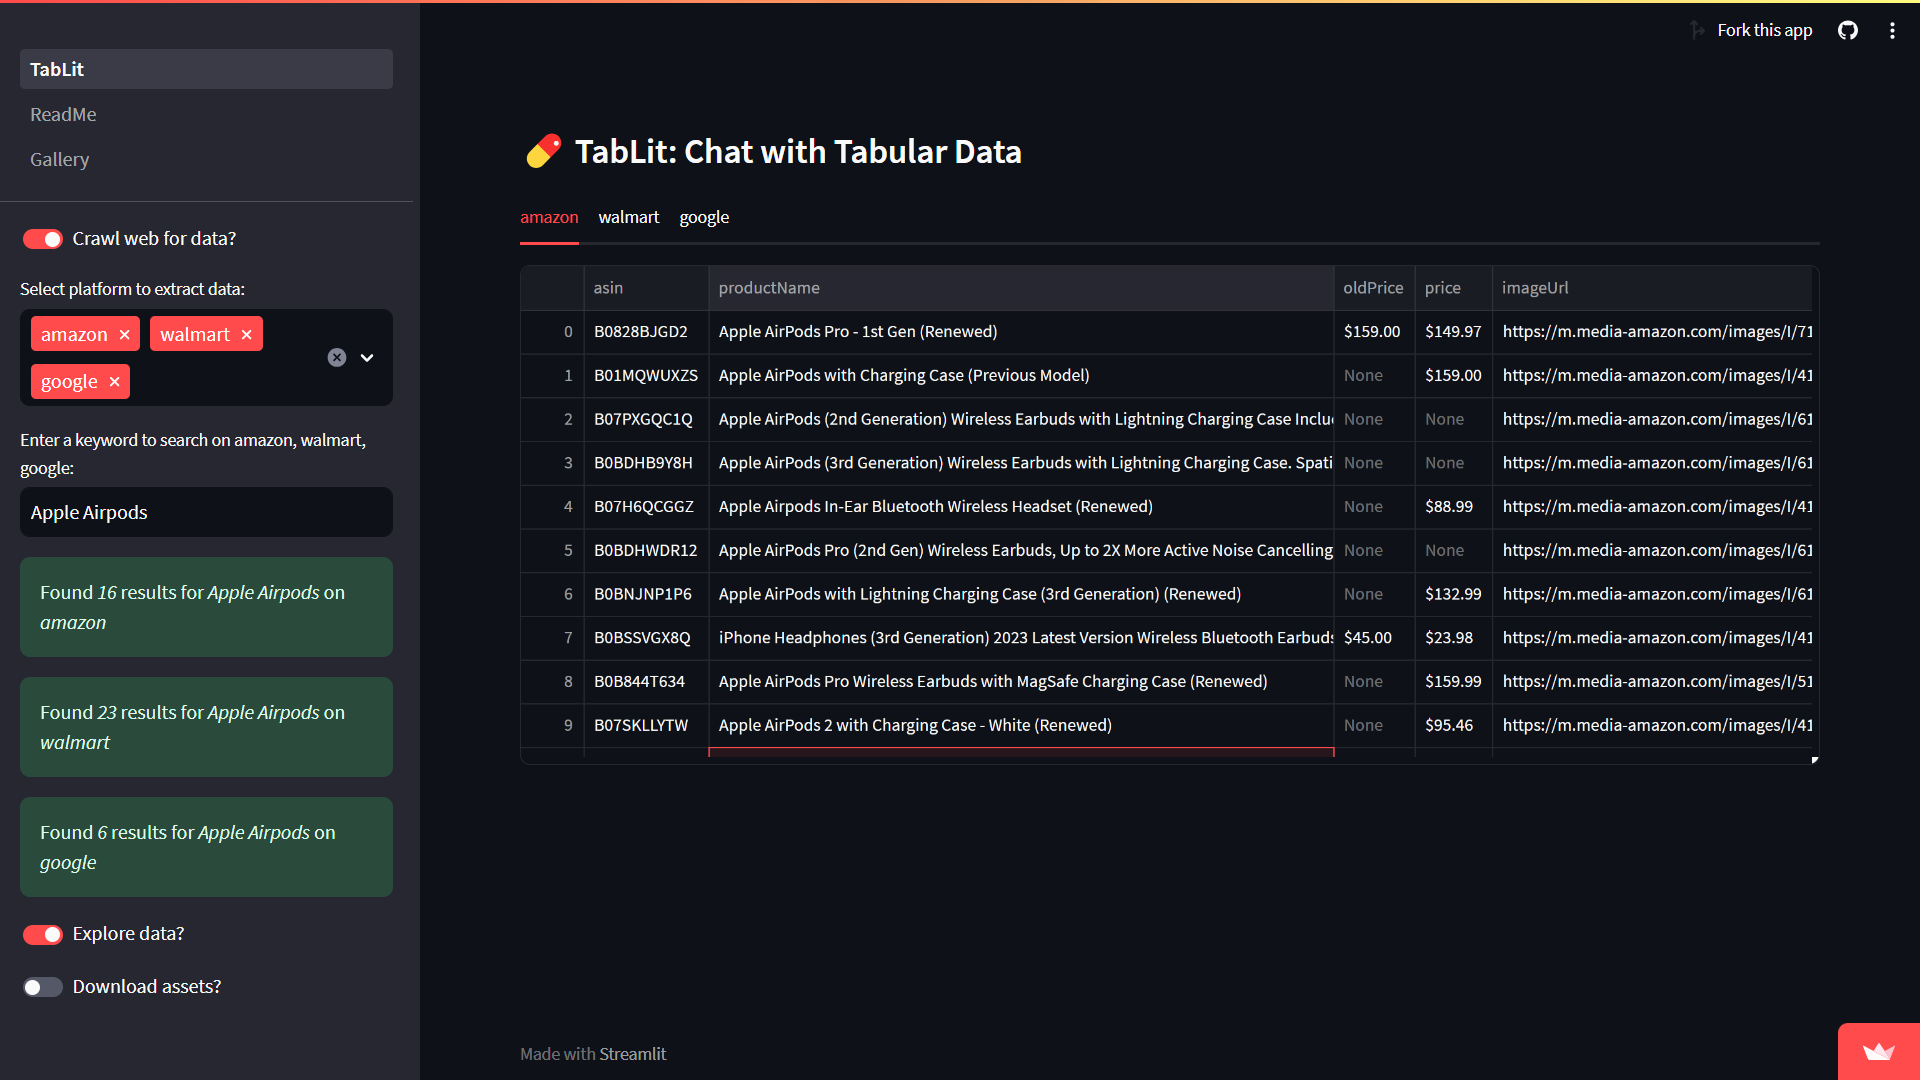 Fork this app
TabLit
ReadMe
Gallery
Crawl web for data?
Select platform to extract data:
amazon
walmart
google
Enter a keyword to search on amazon, walmart,
google:
Apple Airpods
Found 16 results for Apple Airpods on
amazon
Found 23 results for Apple Airpods on
walmart
Found 6 results for Apple Airpods on
google
Explore data?
Download assets?
TabLit: Chat with Tabular Data
amazon walmart google
asin productName oldPrice price imageUrl
0 B0828BJGD2 Apple AirPods Pro - 1st Gen (Renewed) $159.00 $149.97 https://m.media-amazon.com/images/I/71
1 B01MQWUXZS Apple AirPods with Charging Case (Previous Model) None $159.00 https://m.media-amazon.com/images/I/41
2 B07PXGQC1Q Apple AirPods (2nd Generation) Wireless Earbuds with Lightning Charging Case Inclu None None https://m.media-amazon.com/images/I/61
3 B0BDHB9Y8H Apple AirPods (3rd Generation) Wireless Earbuds with Lightning Charging Case. Spati None None https://m.media-amazon.com/images/I/61
4 B07H6QCGGZ Apple Airpods In-Ear Bluetooth Wireless Headset (Renewed) None $88.99 https://m.media-amazon.com/images/I/41
5 B0BDHWDR12 Apple AirPods Pro (2nd Gen) Wireless Earbuds, Up to 2X More Active Noise Cancelling None None https://m.media-amazon.com/images/I/61
6 B0BNJNP1P6 Apple AirPods with Lightning Charging Case (3rd Generation) (Renewed) None $132.99 https://m.media-amazon.com/images/I/61
7 B0BSSVGX8Q iPhone Headphones (3rd Generation) 2023 Latest Version Wireless Bluetooth Earbuds $45.00 $23.98 https://m.media-amazon.com/images/I/41
8 B0B844T634 Apple AirPods Pro Wireless Earbuds with MagSafe Charging Case (Renewed) None $159.99 https://m.media-amazon.com/images/I/51
9 B07SKLLYTW Apple AirPods 2 with Charging Case - White (Renewed) None $95.46 https://m.media-amazon.com/images/I/41
Made with Streamlit